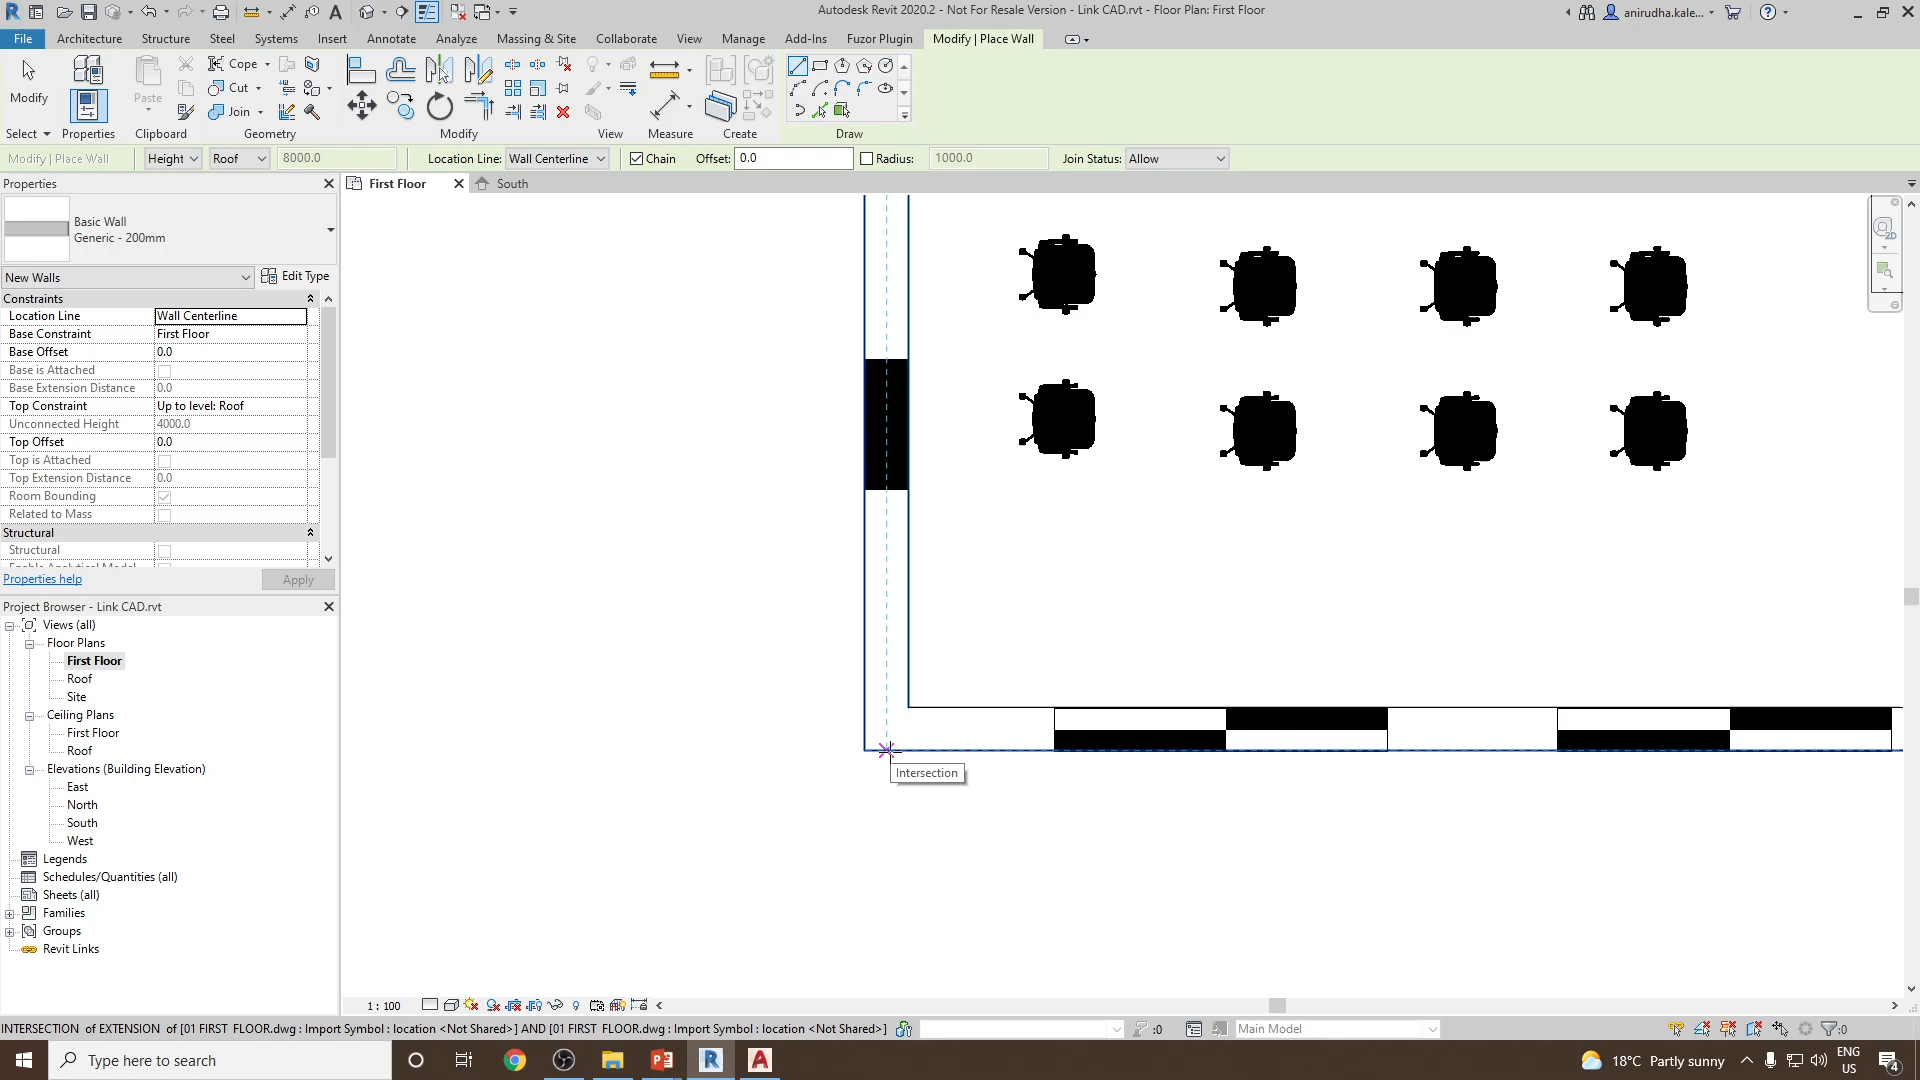 Autodesk Revit 2020.2 - Not For Resale Version - Link CAD.rvt - Floor Plan: First Floor
anirudha.kale...
File Architecture Structure Steel Systems Insert Annotate Analyze Massing & Site Collaborate View Manage Add-Ins Fuzor Plugin Modify | Place Wall
Modify Paste Cope
Cut
Join
Select Properties Clipboard Geometry Modify View Measure Create Draw
Modify | Place Wall Height Roof 8000.0 Location Line: Wall Centerline Chain Offset: 0.0 Radius: 1000.0 Join Status: Allow
Properties
First Floor South
Basic Wall
Generic - 200mm
New Walls Edit Type
Constraints
Location Line Wall Centerline
Base Constraint First Floor
Base Offset 0.0
Base is Attached
Base Extension Distance 0.0
Top Constraint Up to level: Roof
Unconnected Height 4000.0
Top Offset 0.0
Top is Attached
Top Extension Distance 0.0
Room Bounding
Related to Mass
Structural
Structural
Enable Analytical Model
Properties help Apply
Project Browser - Link CAD.rvt
Views (all)
Floor Plans
First Floor
Roof
Site
Ceiling Plans
First Floor
Roof
Elevations (Building Elevation)
East
North
South
West
Legends
Schedules/Quantities (all)
Sheets (all)
Families
Groups
Revit Links
2D
Intersection
1 : 100
INTERSECTION of EXTENSION of [01 FIRST FLOOR.dwg : Import Symbol : location <Not Shared>] AND [01 FIRST FLOOR.dwg : Import Symbol : location <Not Shared>] :0 Main Model :0
Type here to search
18°C Partly sunny
ENG
US
4